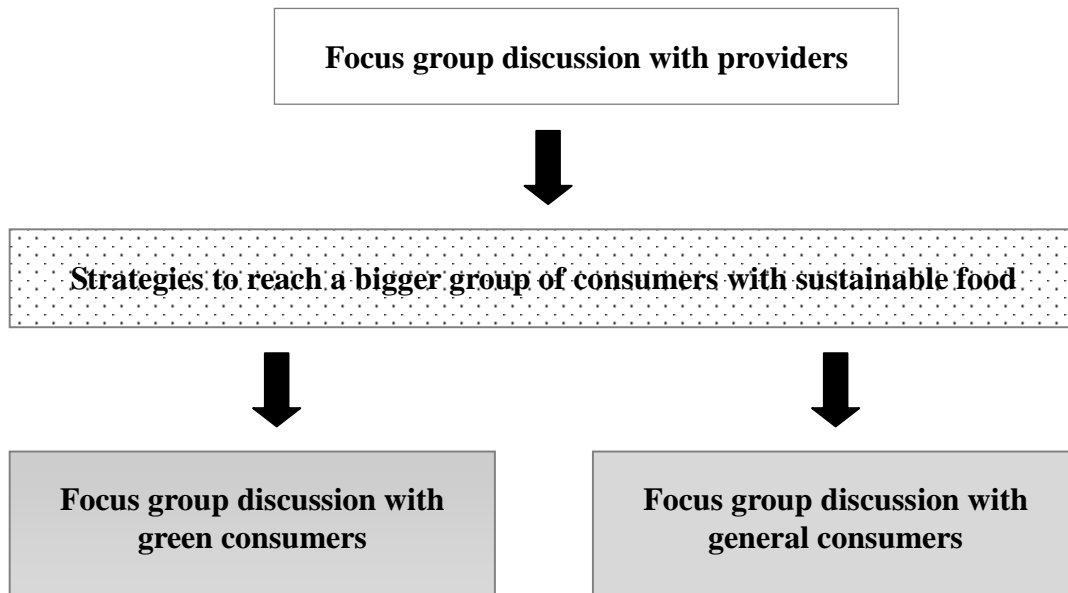 Focus group discussion with providers
Strategies to reach a bigger group of consumers with sustainable food
Focus group discussion with
green consumers
Focus group discussion with
general consumers